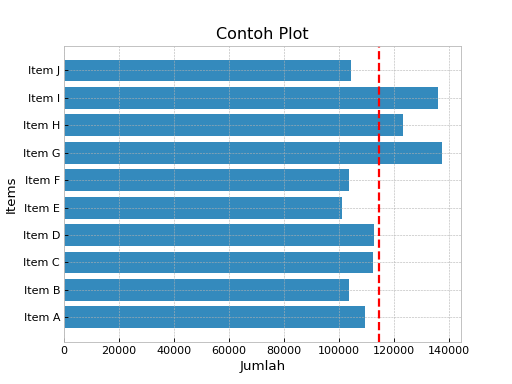 Contoh Plot
Item J
Item I
Item H
Item G
Item F
Item E
Item D
Item C
Item B
Item A
Items
0 20000 40000 60000 80000 100000 120000 140000
Jumlah